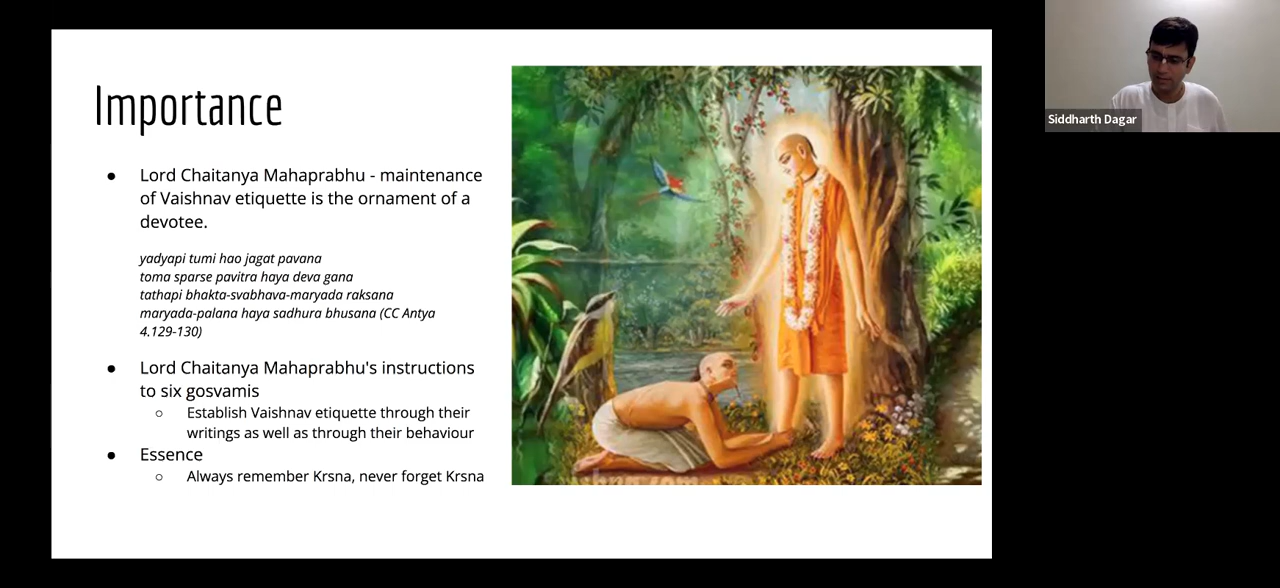 Importance
● Lord Chaitanya Mahaprabhu - maintenance
of Vaishnav etiquette is the ornament of a
devotee.
yadyapi tumi hao jagat pavana
toma sparse pavitra haya deva gana
tathapi bhakta-svabhava-maryada raksana
maryada-palana haya sadhura bhusana (CC Antya
4.129-130)
● Lord Chaitanya Mahaprabhu's instructions
to six gosvamis
○ Establish Vaishnav etiquette through their
writings as well as through their behaviour
● Essence
○ Always remember Krsna, never forget Krsna
Siddharth Dagar